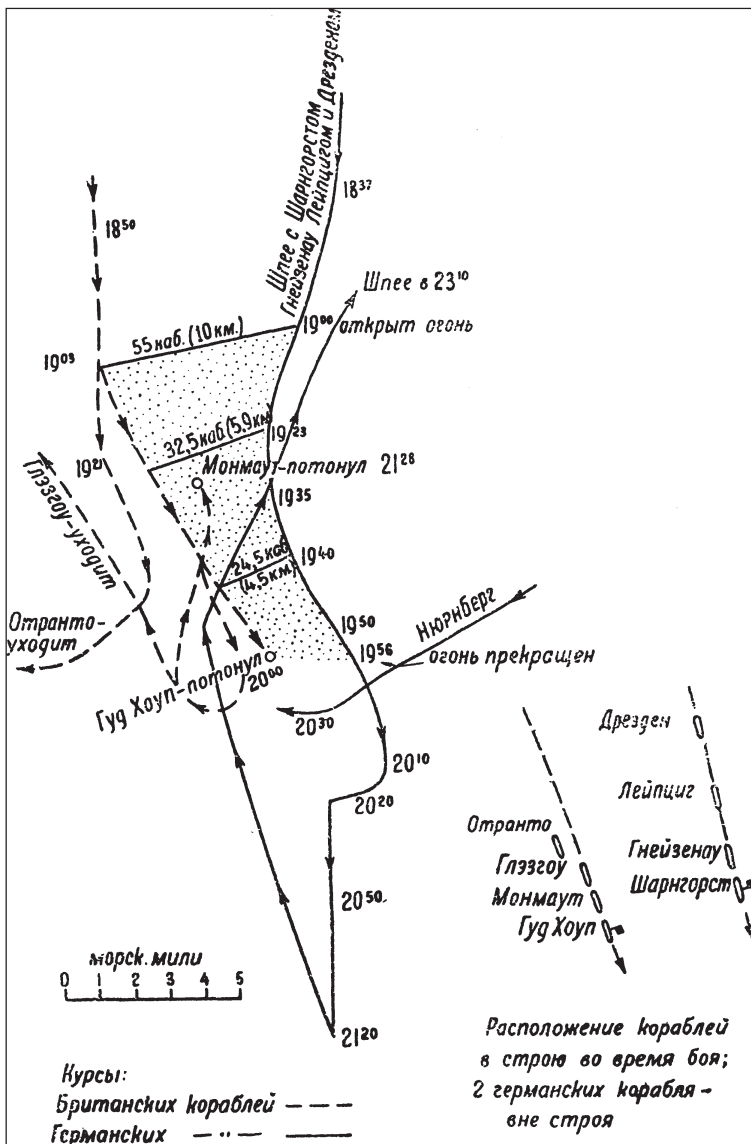 Шпее с Шарнгорстом
Гнейзенау Лейпцигом и Дрезденом
18³⁷
18⁵⁰
Шпее в 23¹⁰
19⁰⁰ открыт огонь
55 каб. (10 км.)
19⁰³
19²³
32,5 каб (5,9 км
Монмаут-потонул 21²⁸
19²¹
19³⁵
Глэзгоу-уходит
19⁴⁰
24,5 каб
(4,5 км)
Отранто-
уходит
19⁵⁰
Нюрнберг
19⁵⁶
огонь прекращен
Гуд Хоуп-потонул
20⁰⁰
20³⁰
20¹⁰
20²⁰
20⁵⁰
21²⁰
Дрезден
Лейпциг
Отранто
Гнейзенау
Глэзгоу
Шарнгорст
Монмаут
Гуд Хоуп
морск. мили
0 1 2 3 4 5
Расположение кораблей
в строю во время боя;
2 германских корабля -
вне строя
Курсы:
Британских кораблей
Германских — ·· —